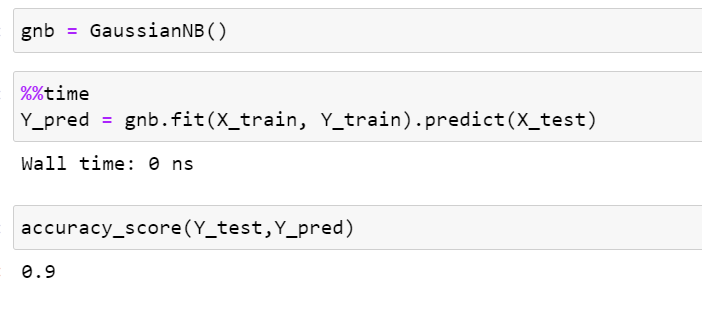 gnb = GaussianNB()
%%time
Y_pred = gnb.fit(X_train, Y_train).predict(X_test)
Wall time: 0 ns
accuracy_score(Y_test,Y_pred)
0.9